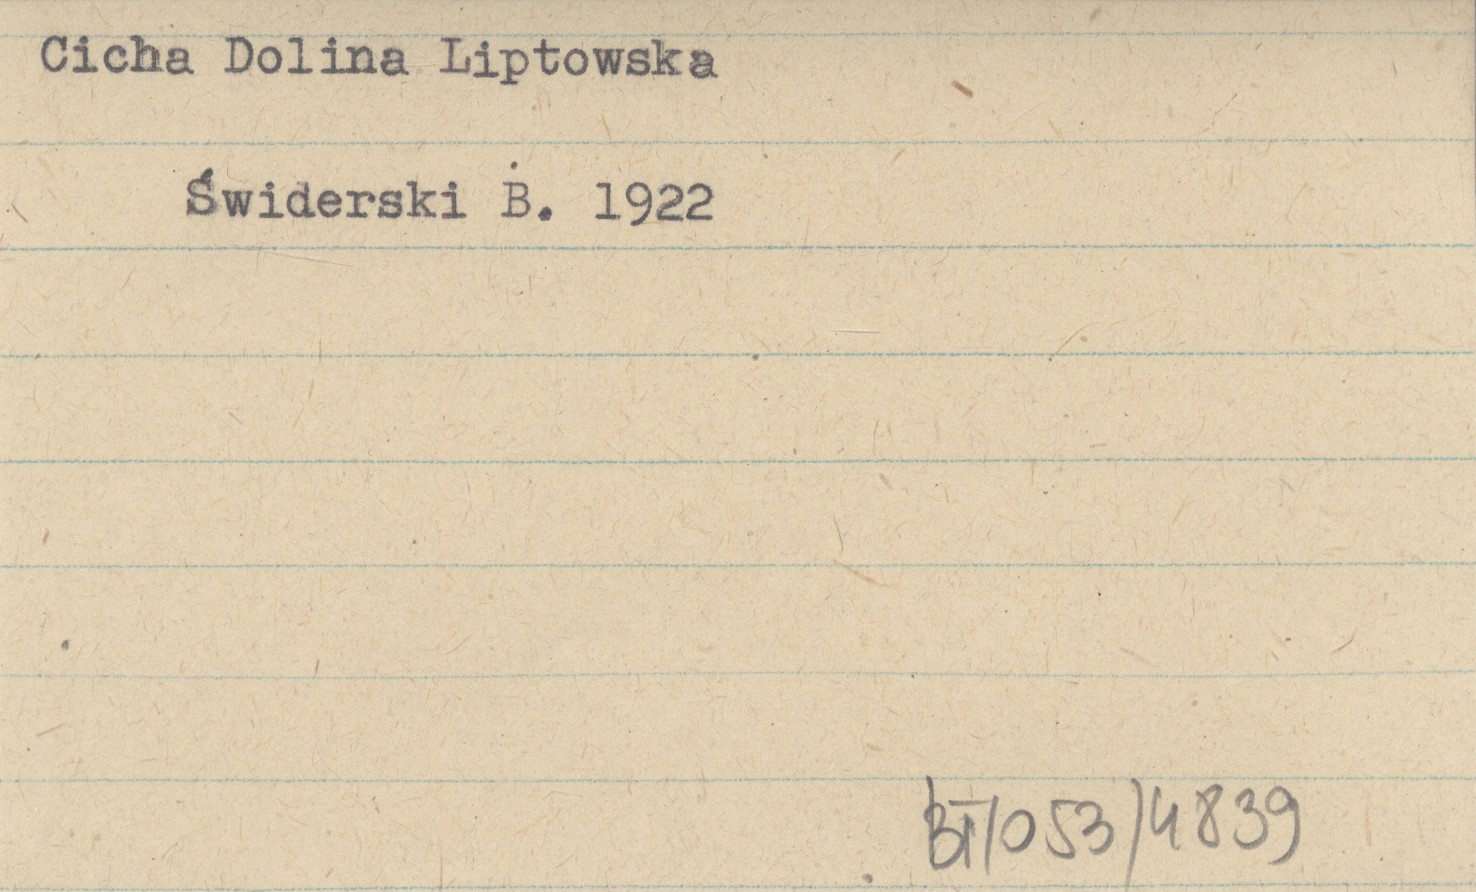 Cicha Dolina Liptowska
Świderski B. 1922
BT/053/4839